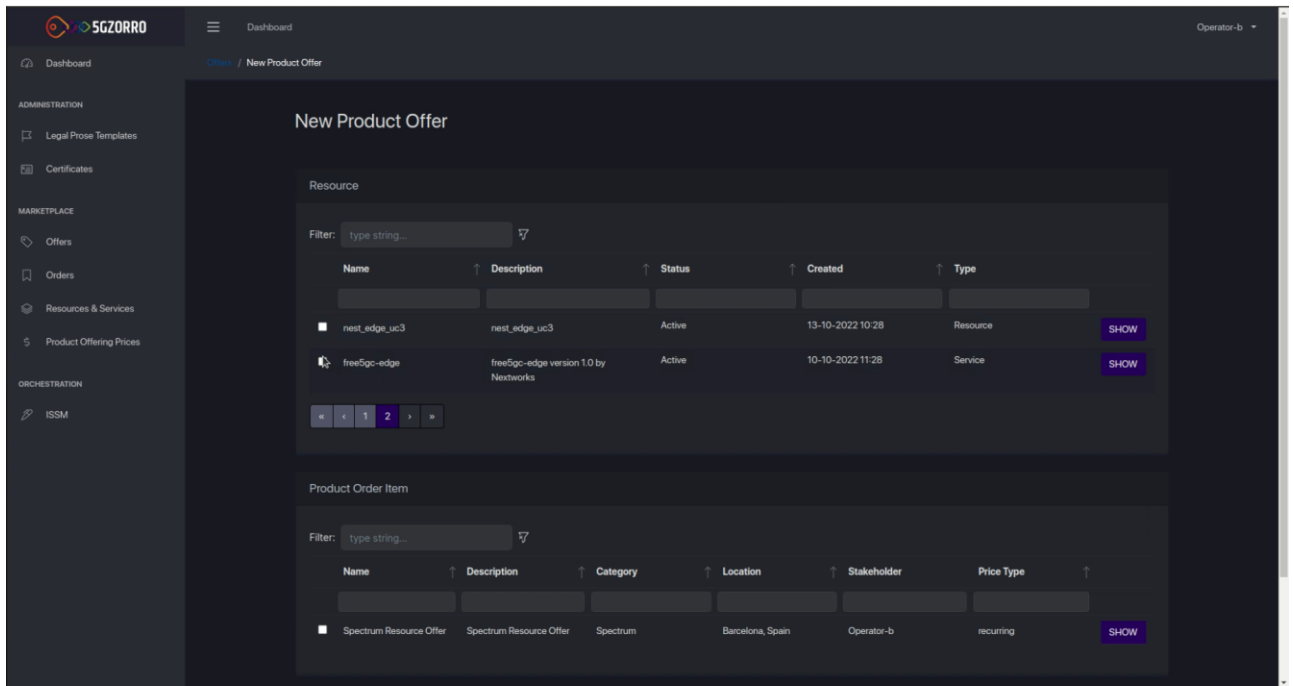 5GZORRO
Dashboard
Operator-b
Dashboard
Offers / New Product Offer
ADMINISTRATION
Legal Prose Templates
Certificates
MARKETPLACE
Offers
Orders
Resources & Services
Product Offering Prices
ORCHESTRATION
ISSM
New Product Offer
Resource
Filter: type string...
Name Description Status Created Type
nest_edge_uc3 nest_edge_uc3 Active 13-10-2022 10:28 Resource SHOW
free5gc-edge free5gc-edge version 1.0 by Active 10-10-2022 11:28 Service SHOW
Nextworks
« ‹ 1 2 › »
Product Order Item
Filter: type string...
Name Description Category Location Stakeholder Price Type
Spectrum Resource Offer Spectrum Resource Offer Spectrum Barcelona, Spain Operator-b recurring SHOW